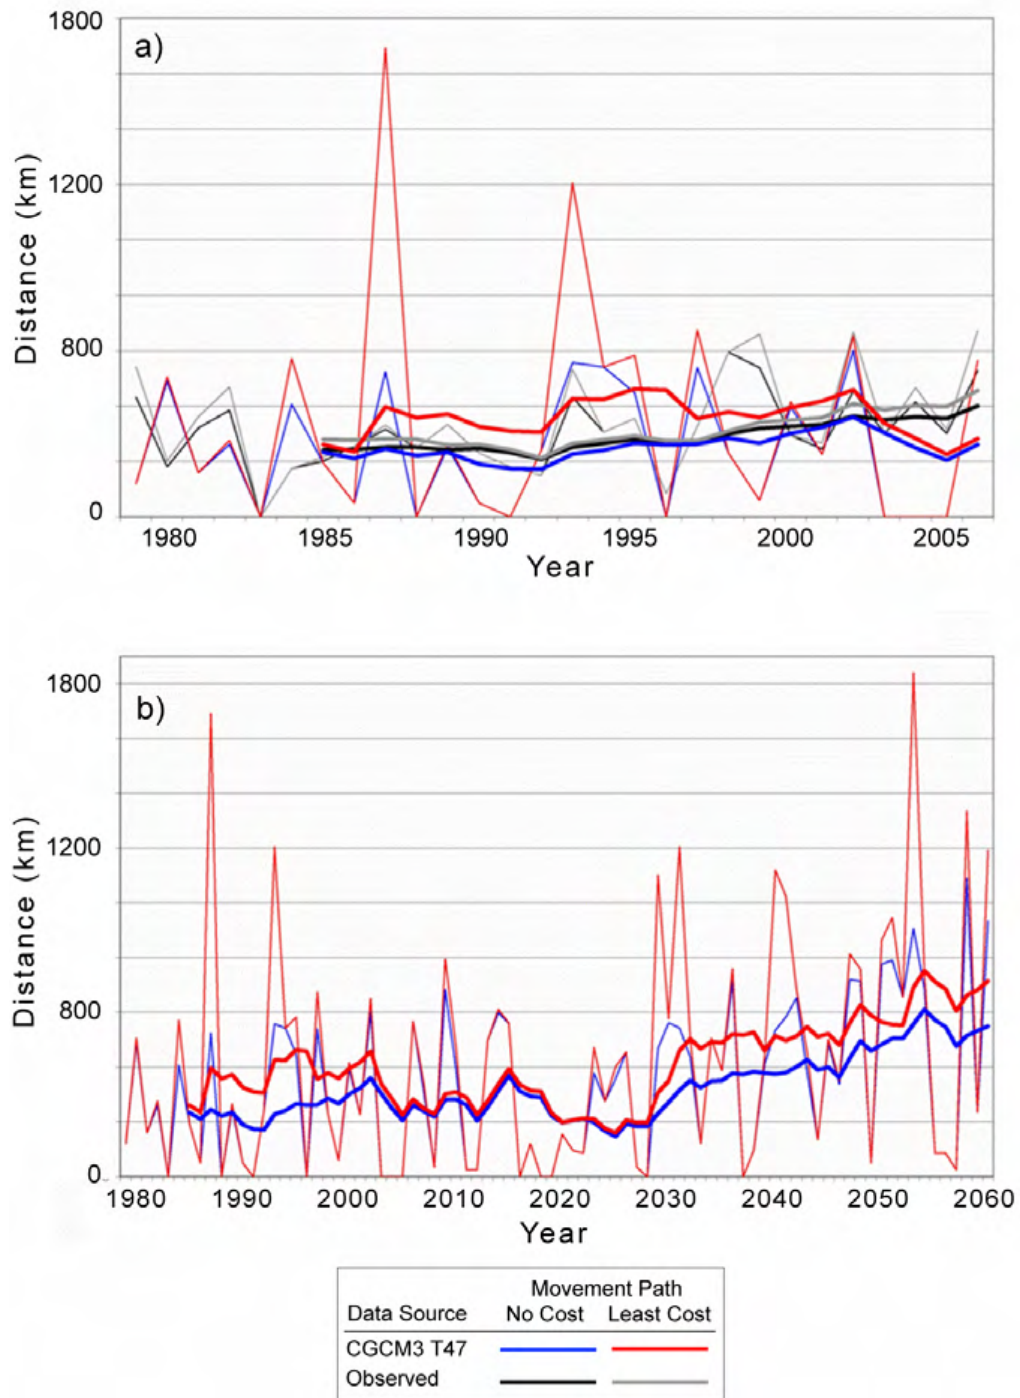 1800
a)
1200
800
0
Distance (km)
1980 1985 1990 1995 2000 2005
Year
1800
b)
1200
800
0
Distance (km)
1980 1990 2000 2010 2020 2030 2040 2050 2060
Year
Movement Path
Data Source No Cost Least Cost
CGCM3 T47
Observed